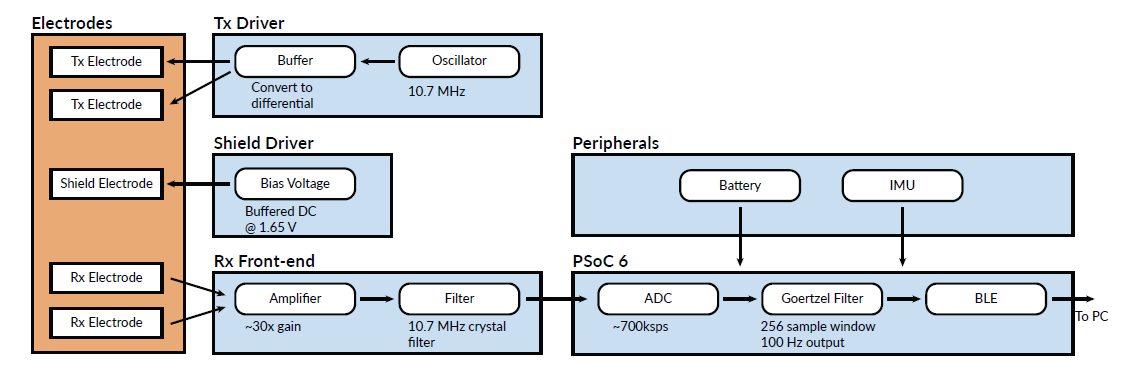 Electrodes
Tx Electrode
Tx Electrode
Shield Electrode
Rx Electrode
Rx Electrode
Tx Driver
Buffer
Convert to
differential
Oscillator
10.7 MHz
Shield Driver
Bias Voltage
Buffered DC
@ 1.65 V
Rx Front-end
Amplifier
~30x gain
Filter
10.7 MHz crystal
filter
Peripherals
Battery
IMU
PSoC 6
ADC
~700ksps
Goertzel Filter
256 sample window
100 Hz output
BLE
To PC